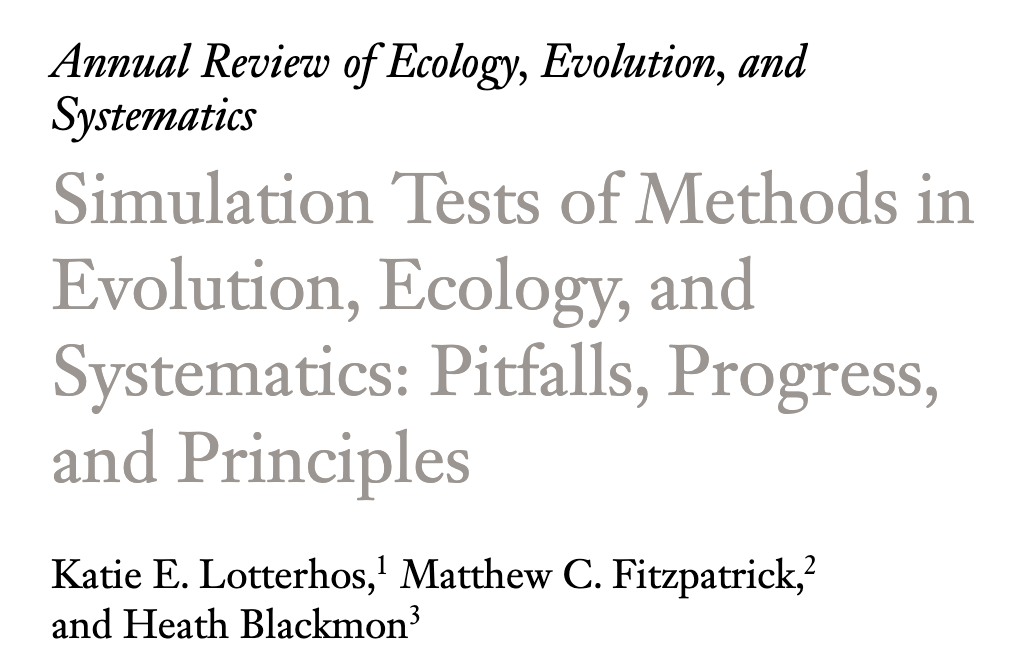 Annual Review of Ecology, Evolution, and
Systematics
Simulation Tests of Methods in
Evolution, Ecology, and
Systematics: Pitfalls, Progress,
and Principles
Katie E. Lotterhos,¹ Matthew C. Fitzpatrick,²
and Heath Blackmon³